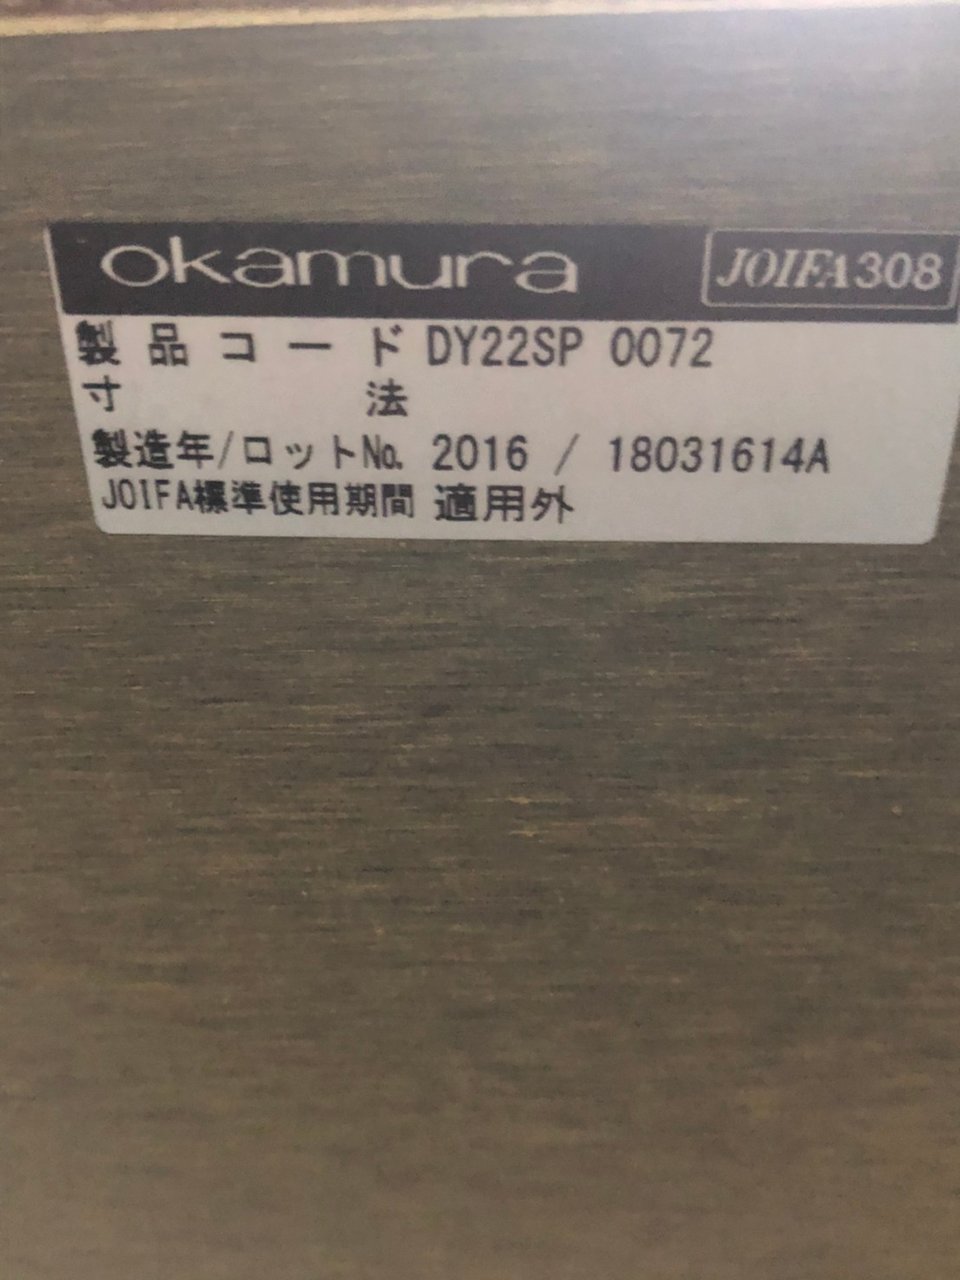 okamura JOIFA308
製品コード DY22SP 0072
寸法
製造年/ロット№. 2016 / 18031614A
JOIFA標準使用期間 適用外